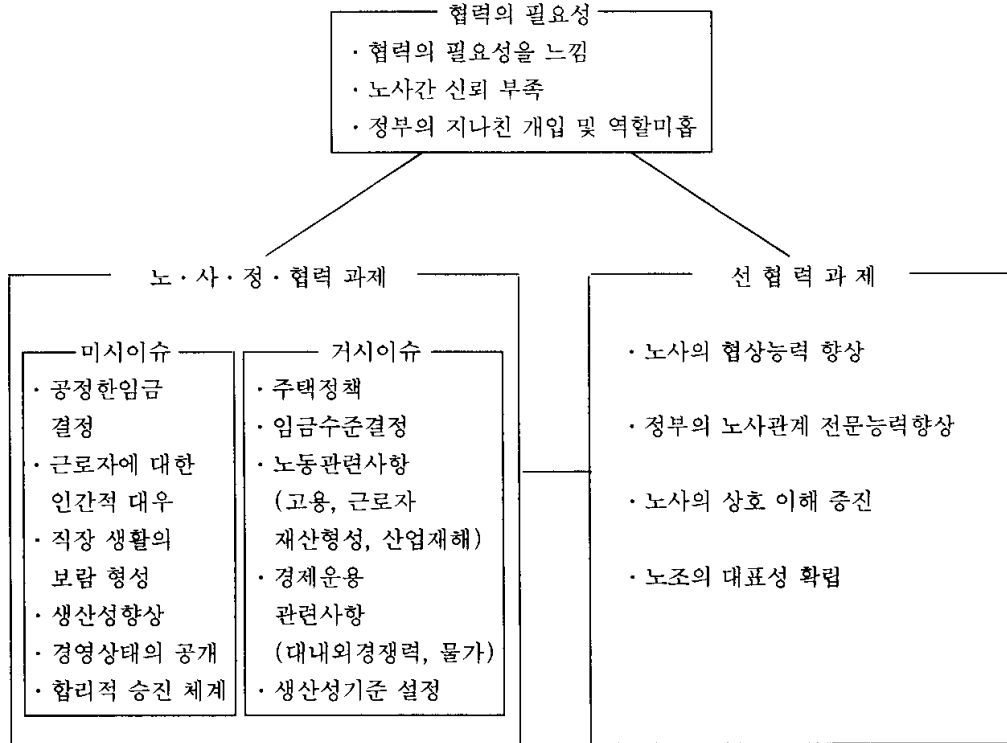 협력의 필요성
· 협력의 필요성을 느낌
· 노사간 신뢰 부족
· 정부의 지나친 개입 및 역할미흡
노 · 사 · 정 · 협력 과제
미시이슈
· 공정한임금
결정
· 근로자에 대한
인간적 대우
· 직장 생활의
보람 형성
· 생산성향상
· 경영상태의 공개
· 합리적 승진 체계
거시이슈
· 주택정책
· 임금수준결정
· 노동관련사항
(고용, 근로자
재산형성, 산업재해)
· 경제운용
관련사항
(대내외경쟁력, 물가)
· 생산성기준 설정
선 협 력 과 제
· 노사의 협상능력 향상
· 정부의 노사관계 전문능력향상
· 노사의 상호 이해 증진
· 노조의 대표성 확립